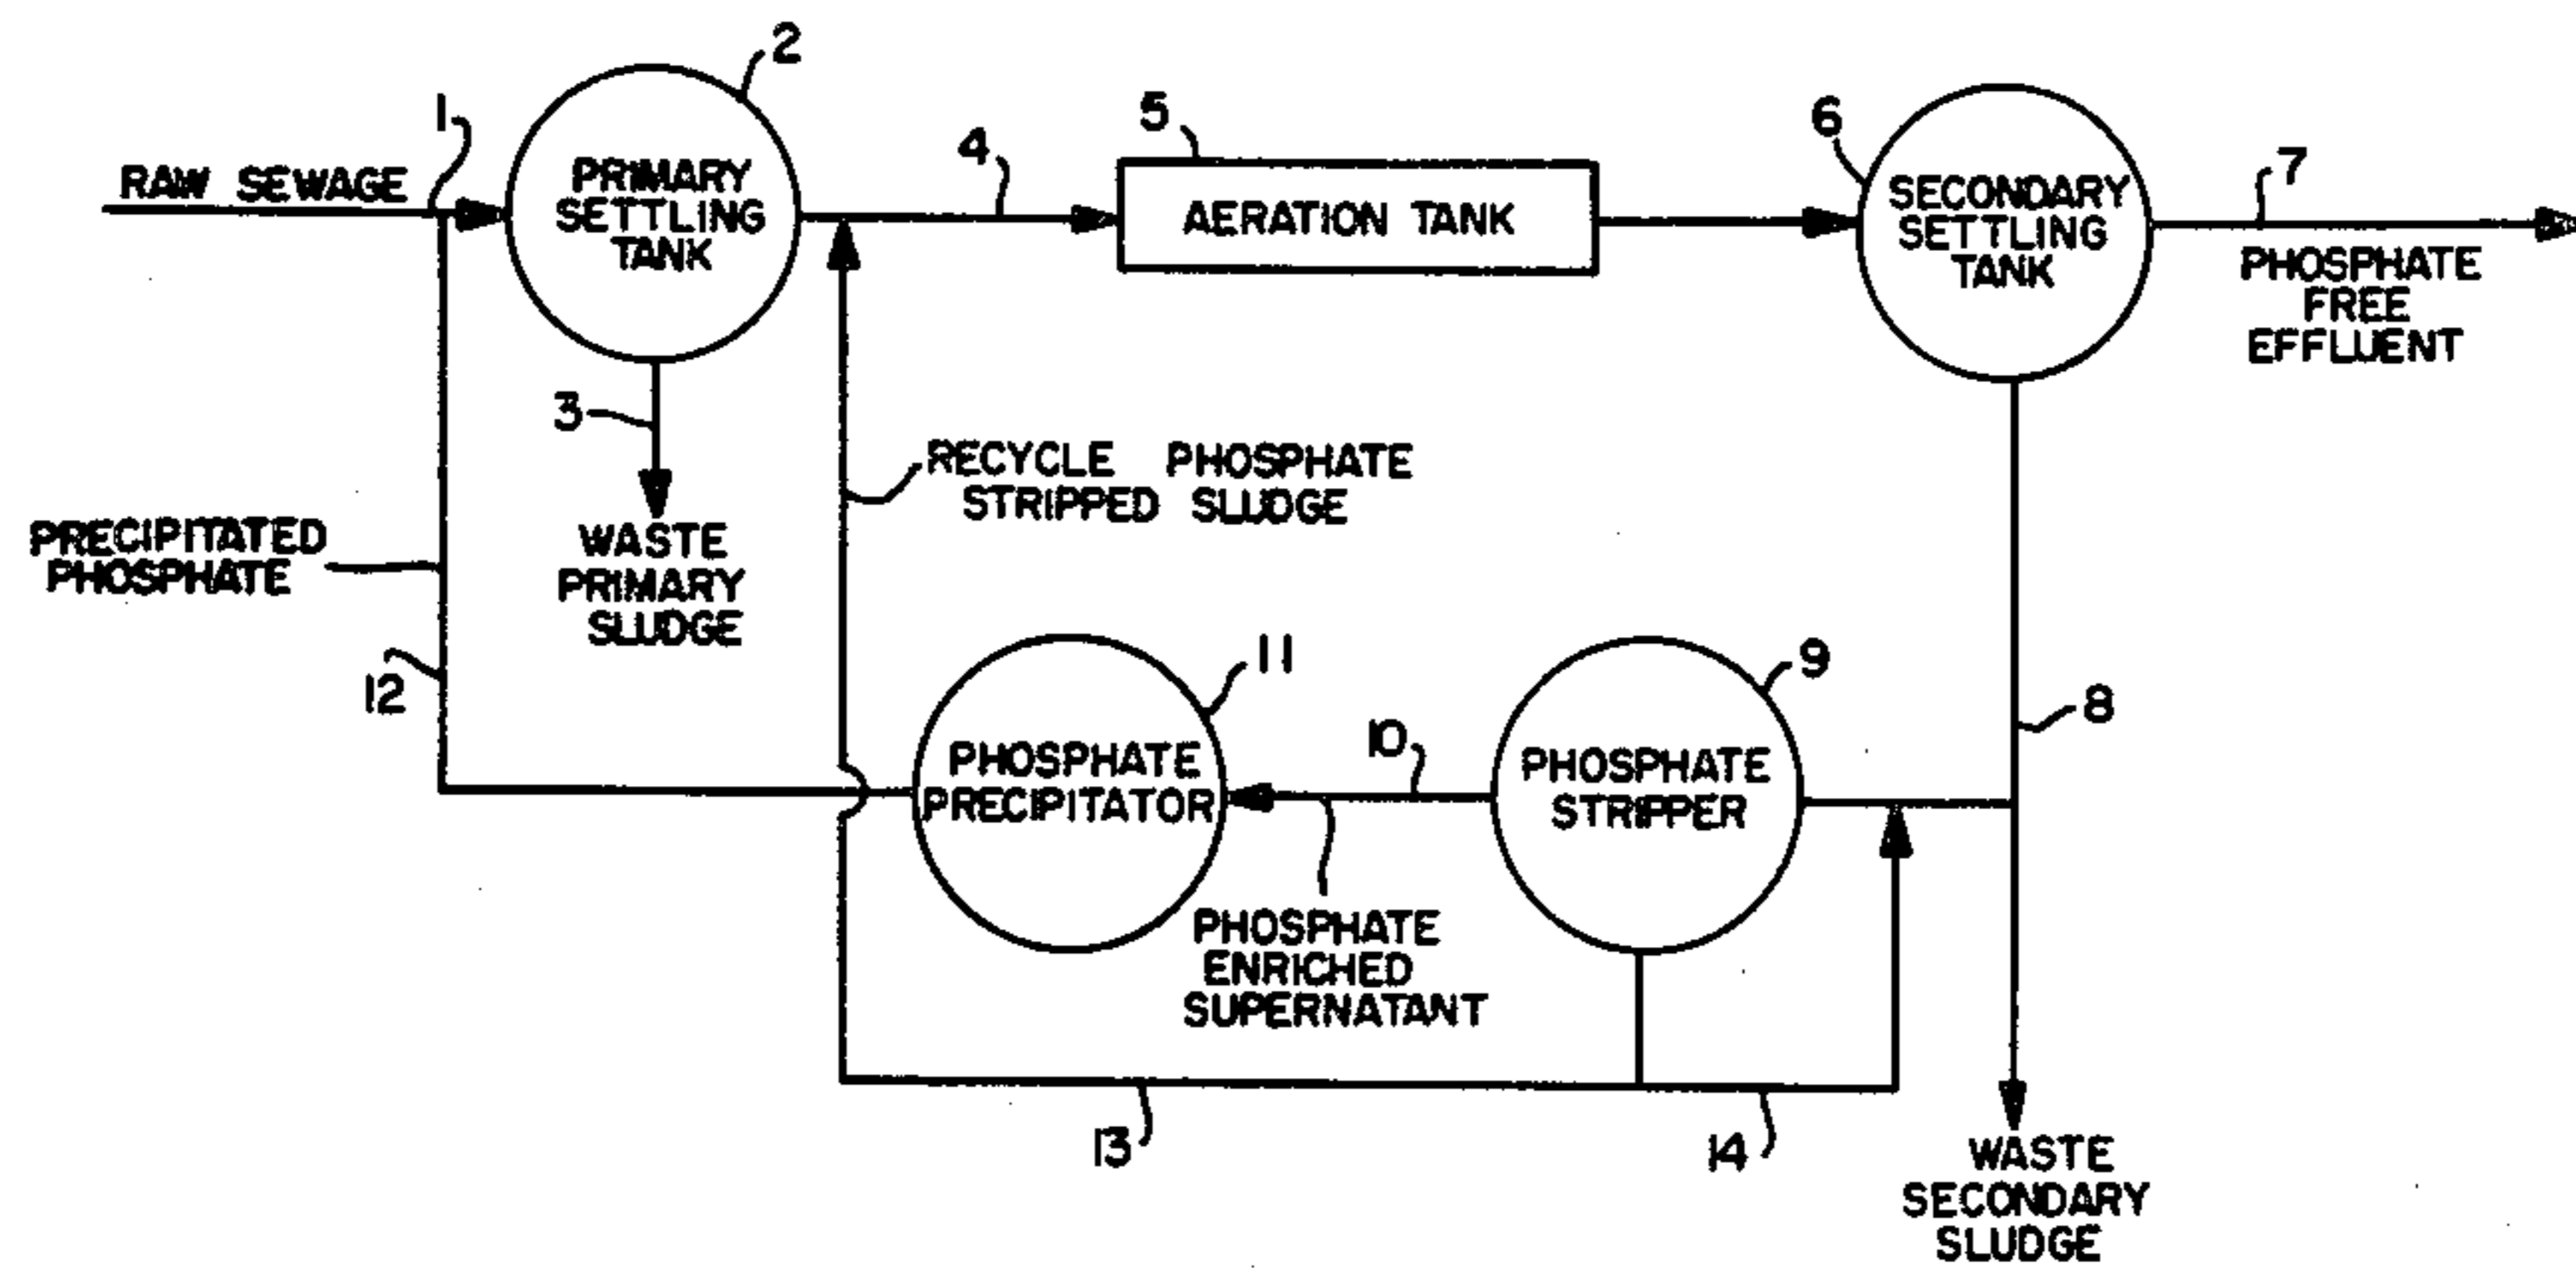 2
1
RAW SEWAGE
PRIMARY
SETTLING
TANK
4
5
AERATION TANK
6
SECONDARY
SETTLING
TANK
7
PHOSPHATE
FREE
EFFLUENT
3
WASTE
PRIMARY
SLUDGE
RECYCLE PHOSPHATE
STRIPPED SLUDGE
PRECIPITATED
PHOSPHATE
12
11
PHOSPHATE
PRECIPITATOR
10
PHOSPHATE
ENRICHED
SUPERNATANT
9
PHOSPHATE
STRIPPER
8
13
14
WASTE
SECONDARY
SLUDGE